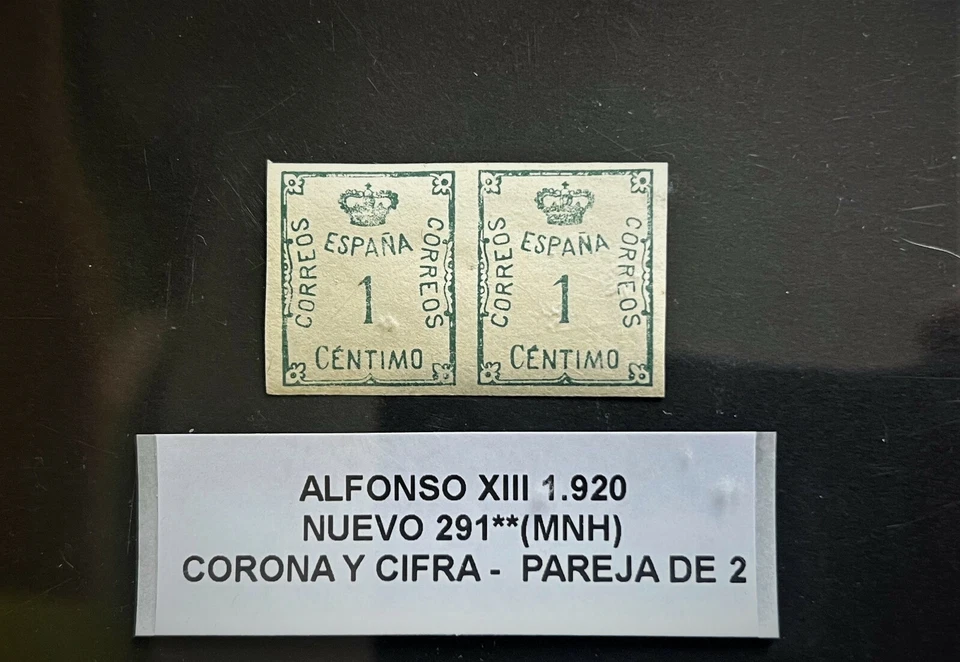 CORREOS ESPAÑA CORREOS
1
CÉNTIMO
CORREOS ESPAÑA CORREOS
1
CÉNTIMO
ALFONSO XIII 1.920
NUEVO 291**(MNH)
CORONA Y CIFRA - PAREJA DE 2